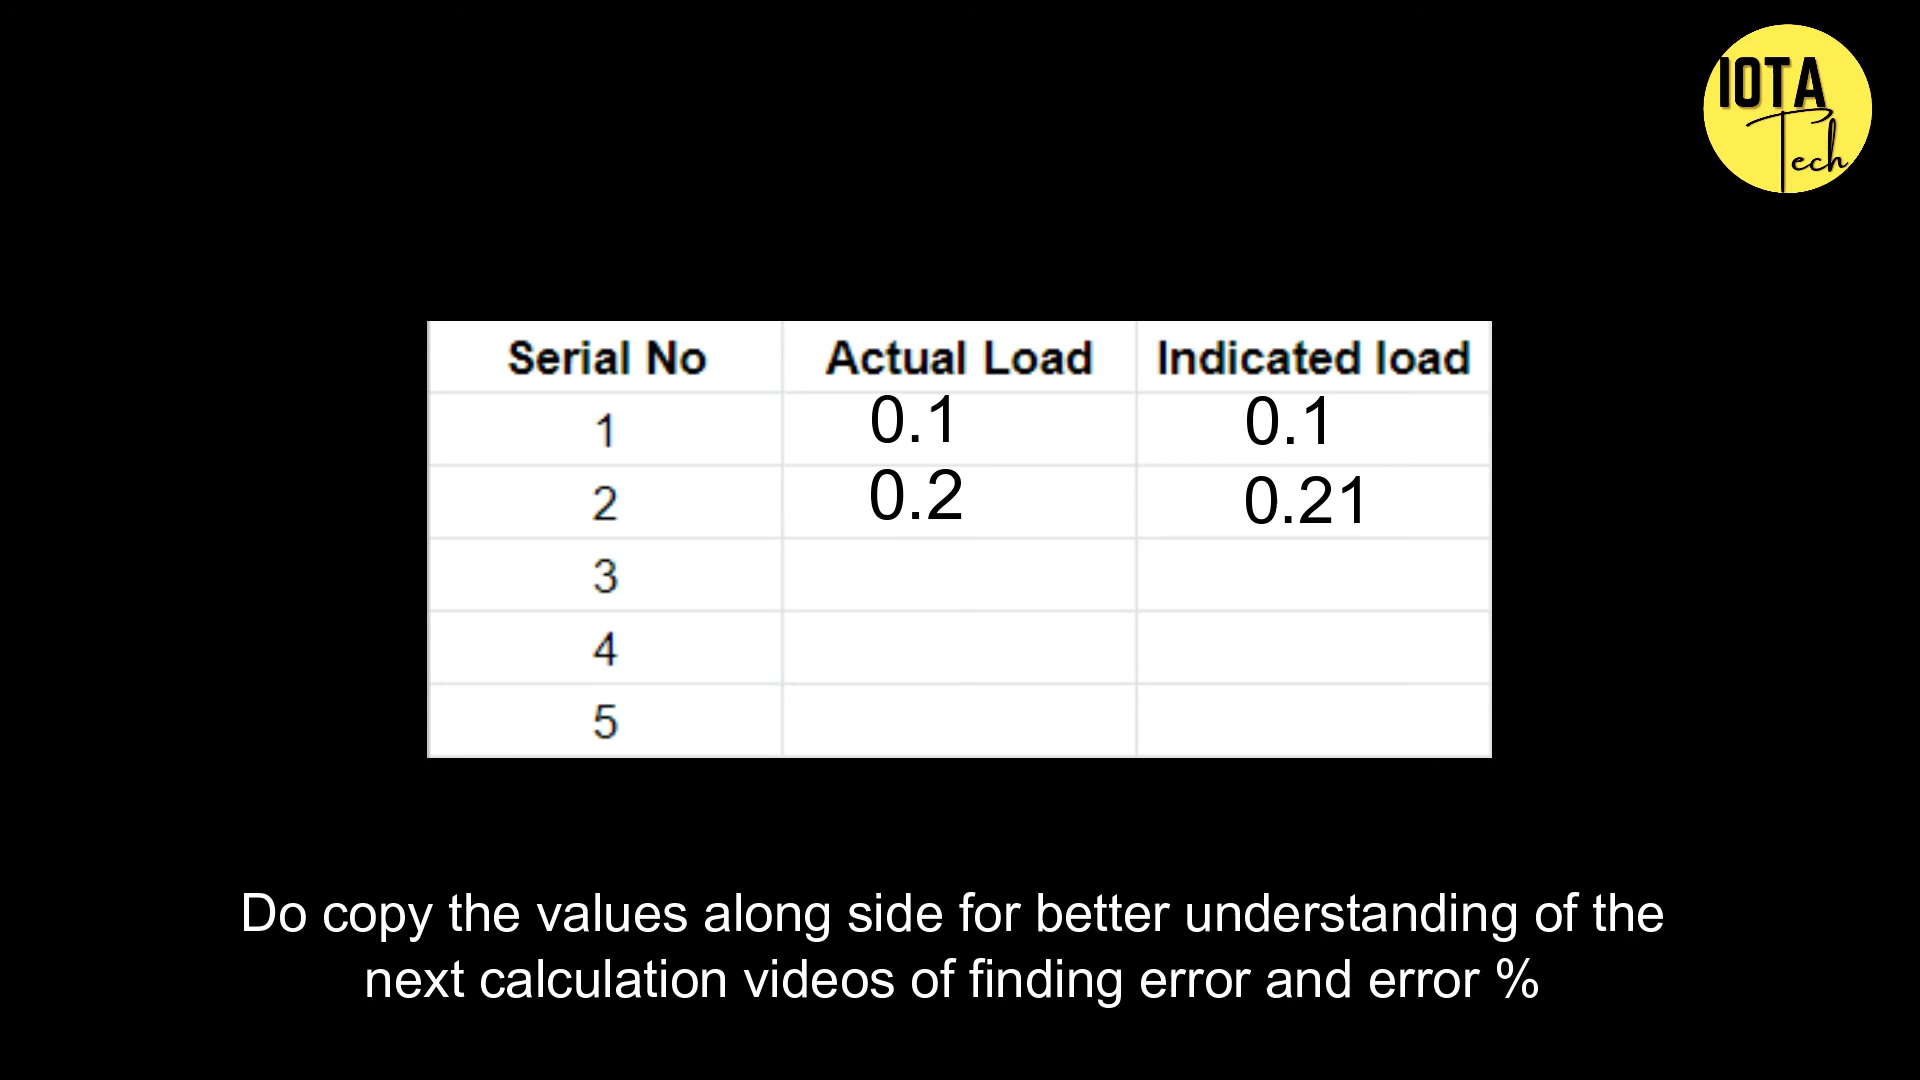 IOTA
Tech
Serial No Actual Load Indicated load
1 0.1 0.1
2 0.2 0.21
3
4
5
Do copy the values along side for better understanding of the
next calculation videos of finding error and error %